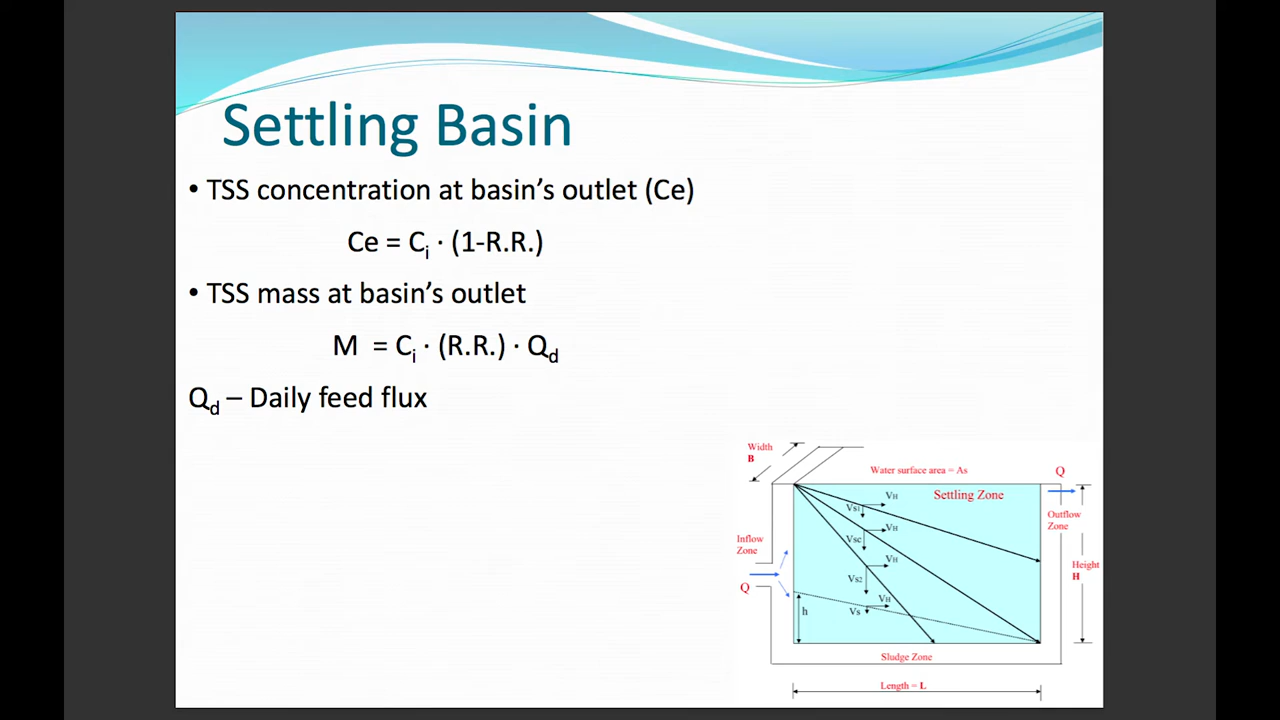 Settling Basin
• TSS concentration at basin’s outlet (Ce)
Ce = Cᵢ · (1-R.R.)
• TSS mass at basin’s outlet
M = Cᵢ · (R.R.) · Qd
Qd – Daily feed flux
Width
B
Water surface area = As
Q
Settling Zone
VH
Vs1
Outflow
Zone
VH
Vsc
Inflow
Zone
VH
Height
H
Vs2
Q
VH
h
Vs
Sludge Zone
Length = L